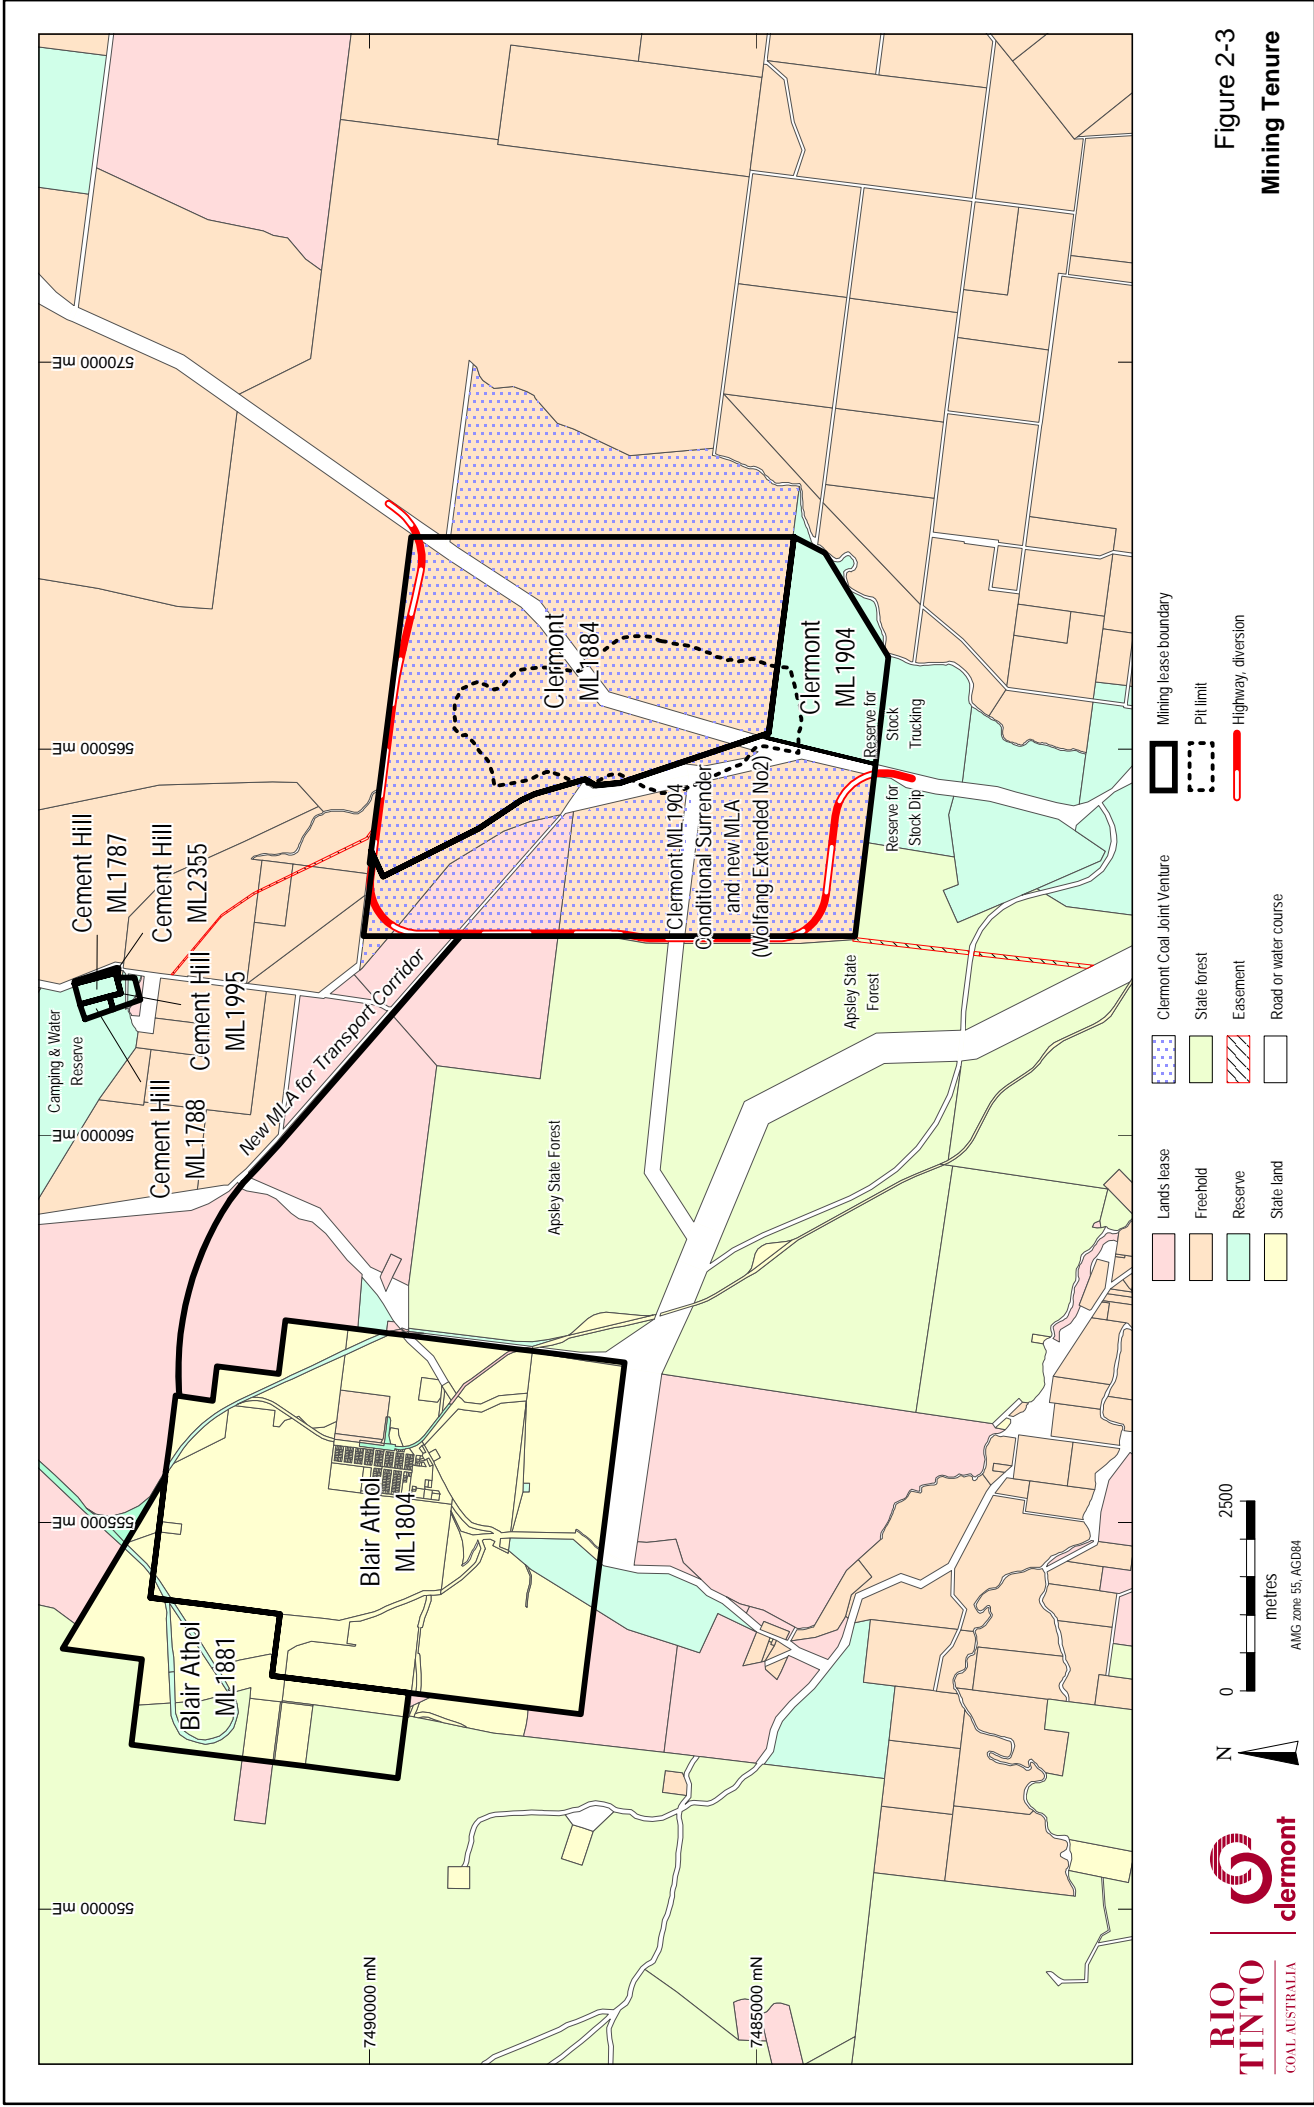 550000 mE
555000 mE
560000 mE
565000 mE
570000 mE
7490000 mN
7485000 mN
Blair Athol
ML1881
Blair Athol
ML1804
Camping & Water
Reserve
Cement Hill
ML1788
Cement Hill
ML1995
Cement Hill
ML1787
Cement Hill
ML2355
New MLA for Transport Corridor
Apsley State Forest
Apsley State
Forest
Clermont ML1904
Conditional Surrender
and new MLA
(Wolfang Extended No2)
Clermont
ML1884
Clermont
ML1904
Reserve for
Stock
Trucking
Reserve for
Stock Dip
RIO
TINTO
COAL AUSTRALIA
clermont
N
0
2500
metres
AMG zone 55, AGD84
Lands lease
Freehold
Reserve
State land
Clermont Coal Joint Venture
State forest
Easement
Road or water course
Mining lease boundary
Pit limit
Highway, diversion
Figure 2-3
Mining Tenure